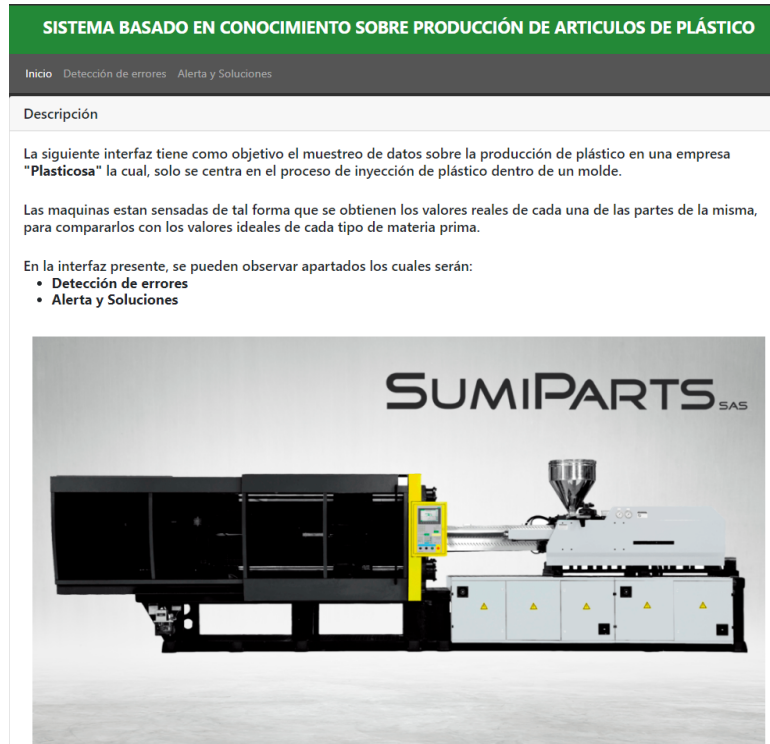 SISTEMA BASADO EN CONOCIMIENTO SOBRE PRODUCCIÓN DE ARTICULOS DE PLÁSTICO
Inicio Detección de errores Alerta y Soluciones
Descripción
La siguiente interfaz tiene como objetivo el muestreo de datos sobre la producción de plástico en una empresa
"Plasticosa" la cual, solo se centra en el proceso de inyección de plástico dentro de un molde.
Las maquinas estan sensadas de tal forma que se obtienen los valores reales de cada una de las partes de la misma,
para compararlos con los valores ideales de cada tipo de materia prima.
En la interfaz presente, se pueden observar apartados los cuales serán:
• Detección de errores
• Alerta y Soluciones
SUMIPARTS SAS